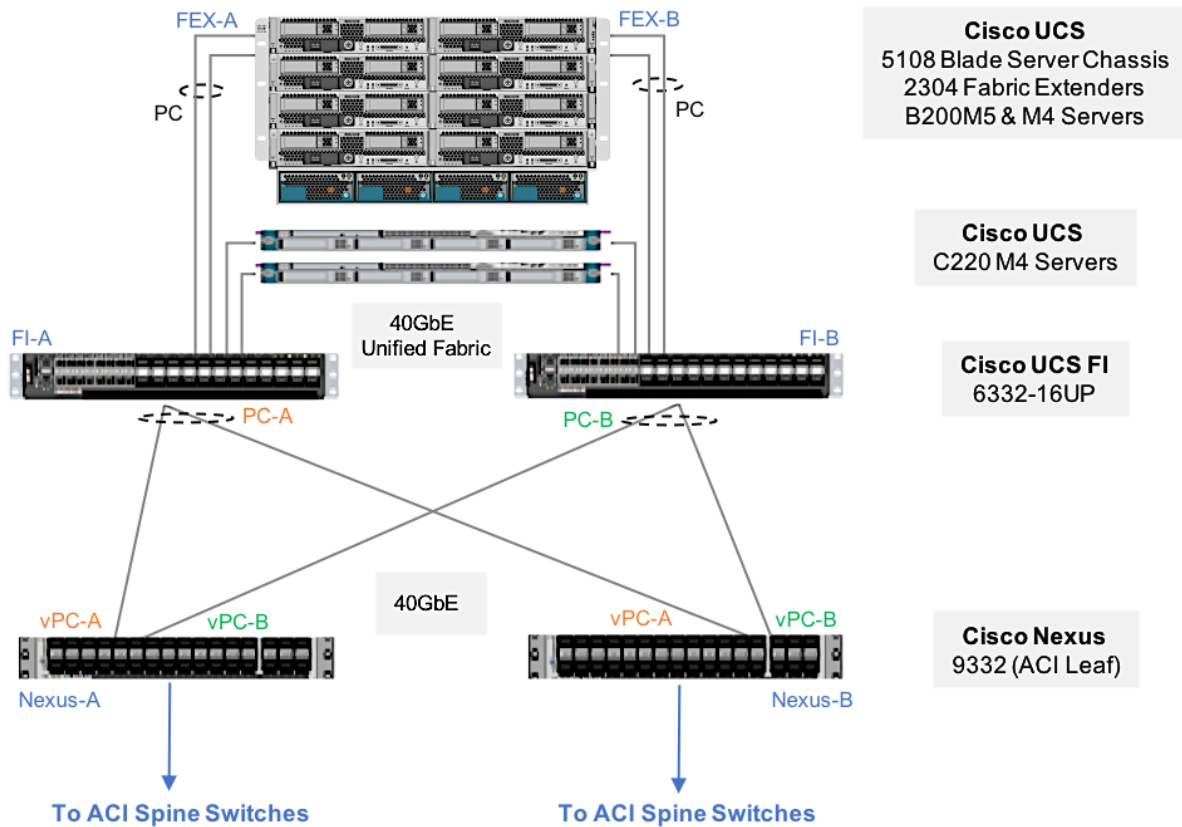 FEX-A
FEX-B
Cisco UCS
5108 Blade Server Chassis
2304 Fabric Extenders
B200M5 & M4 Servers
PC
PC
Cisco UCS
C220 M4 Servers
40GbE
Unified Fabric
FI-A
FI-B
Cisco UCS FI
6332-16UP
PC-A
PC-B
40GbE
vPC-A
vPC-B
vPC-A
vPC-B
Cisco Nexus
9332 (ACI Leaf)
Nexus-A
Nexus-B
To ACI Spine Switches
To ACI Spine Switches